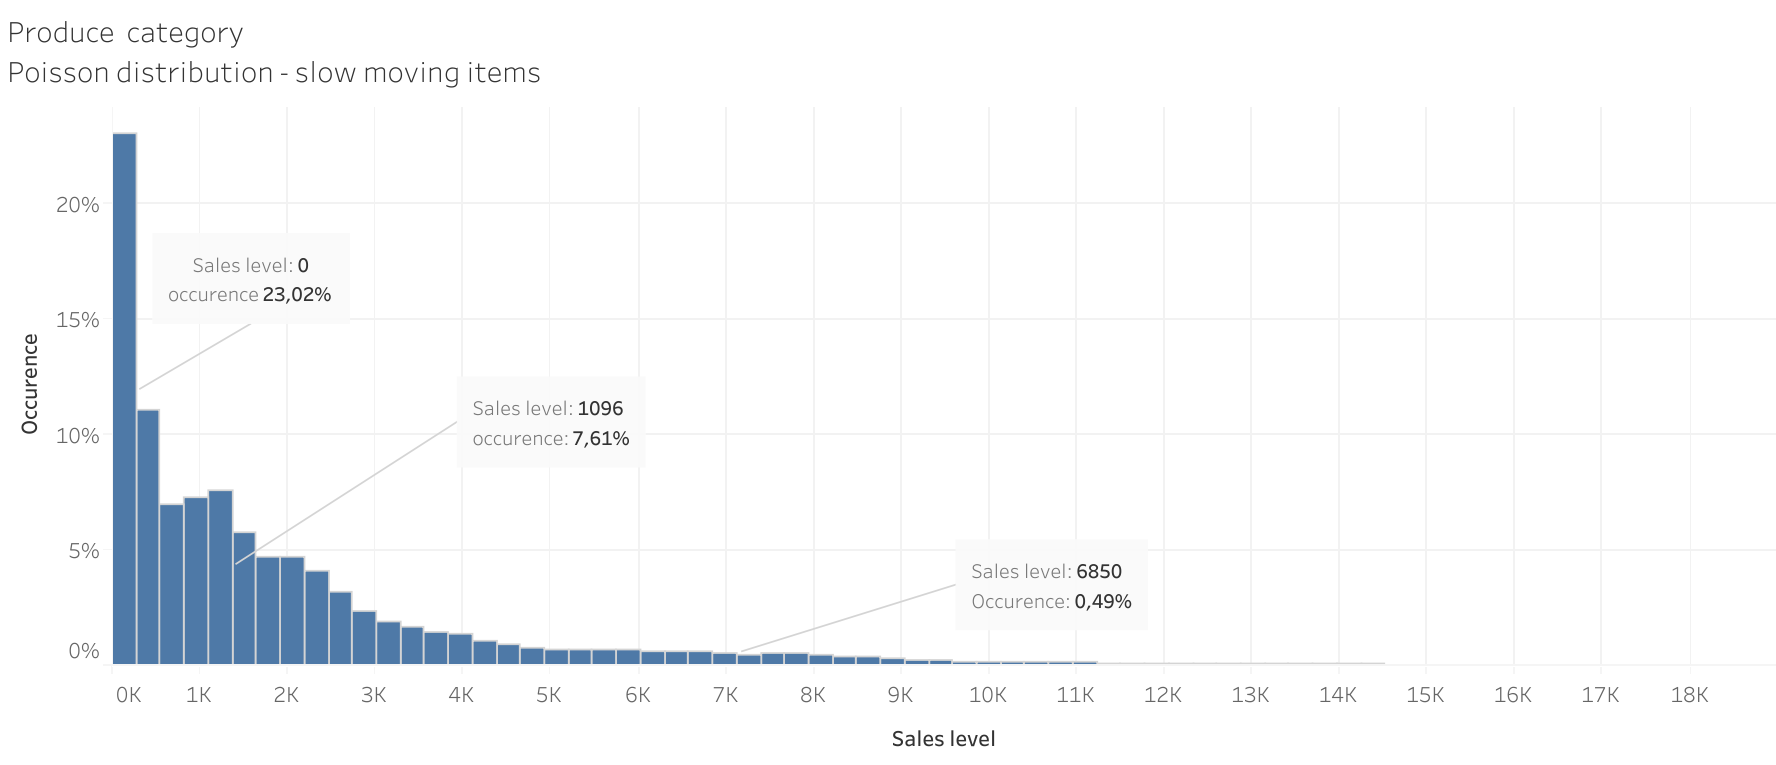 Produce category
Poisson distribution - slow moving items
20%
15%
10%
5%
0%
Occurence
Sales level: 0
occurence 23,02%
Sales level: 1096
occurence: 7,61%
Sales level: 6850
Occurence: 0,49%
0K 1K 2K 3K 4K 5K 6K 7K 8K 9K 10K 11K 12K 13K 14K 15K 16K 17K 18K
Sales level